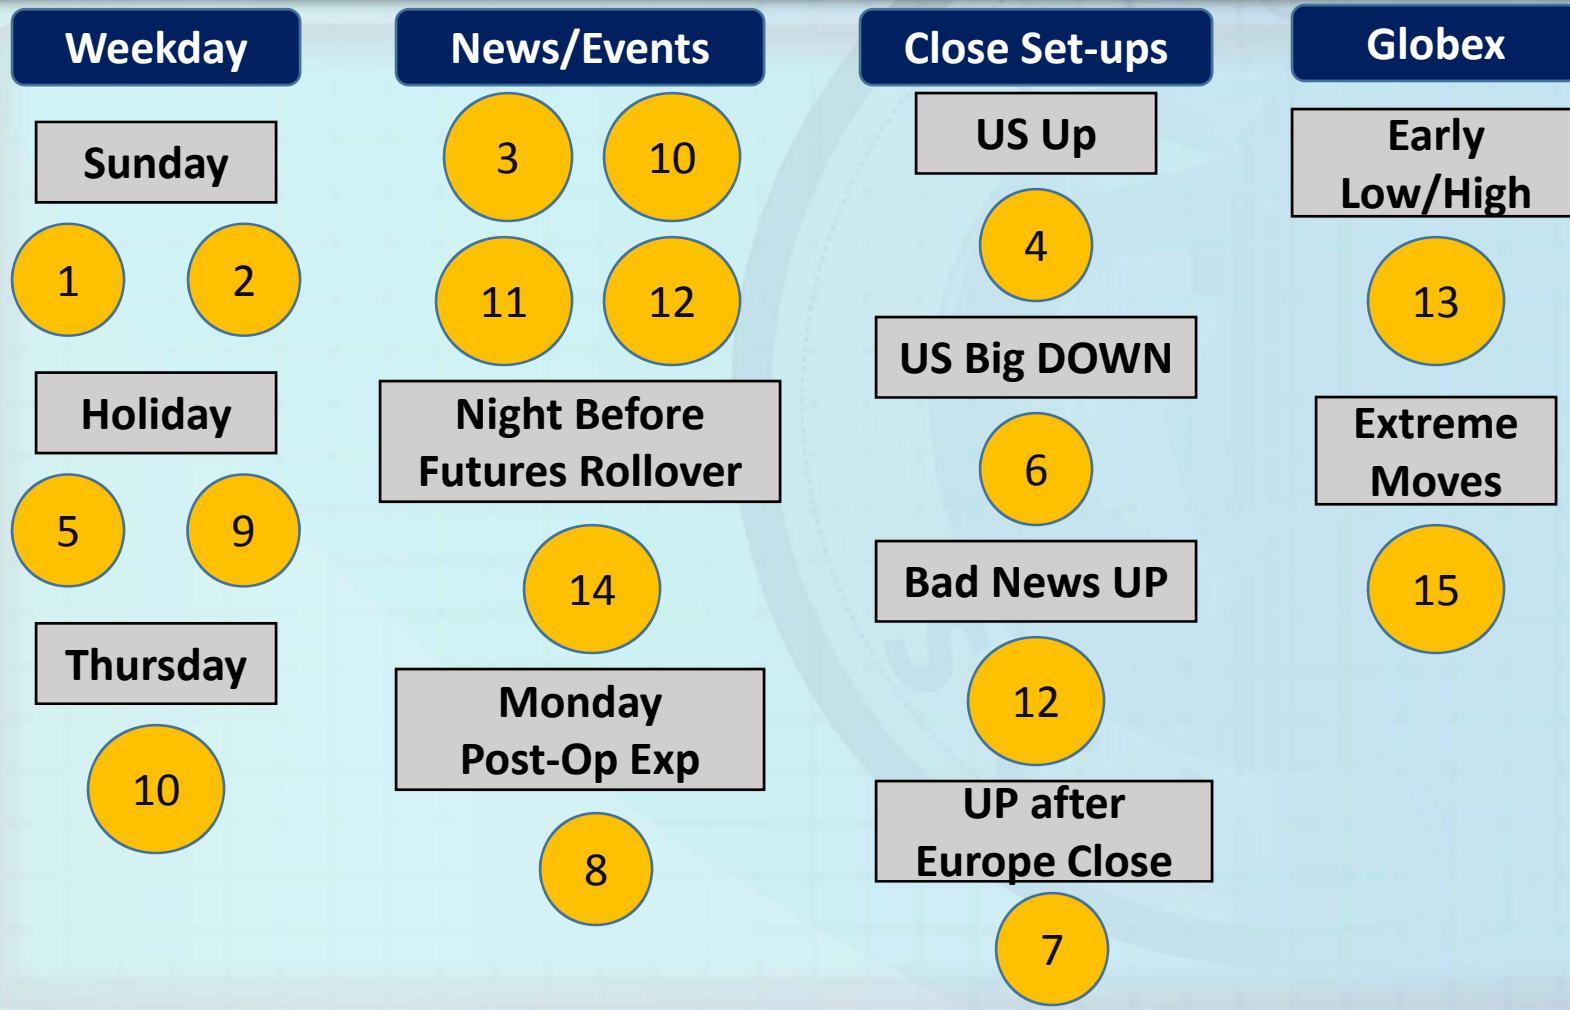 Weekday
Sunday
1 2
Holiday
5 9
Thursday
10
News/Events
3 10
11 12
Night Before
Futures Rollover
14
Monday
Post-Op Exp
8
Close Set-ups
US Up
4
US Big DOWN
6
Bad News UP
12
UP after
Europe Close
7
Globex
Early
Low/High
13
Extreme
Moves
15